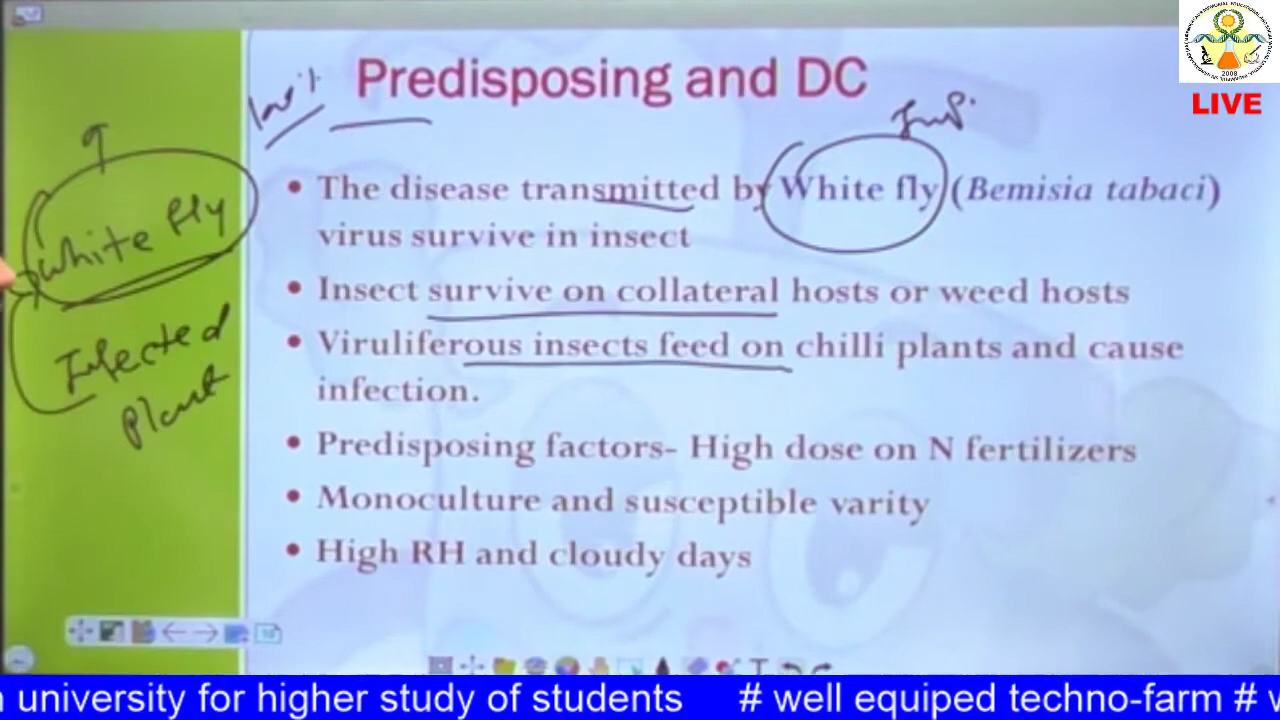 LIVE
2008
Predisposing and DC
• The disease transmitted by White fly (Bemisia tabaci)
virus survive in insect
• Insect survive on collateral hosts or weed hosts
• Viruliferous insects feed on chilli plants and cause
infection.
• Predisposing factors- High dose on N fertilizers
• Monoculture and susceptible varity
• High RH and cloudy days
White fly
Infected
Plant
university for higher study of students # well equiped techno-farm #